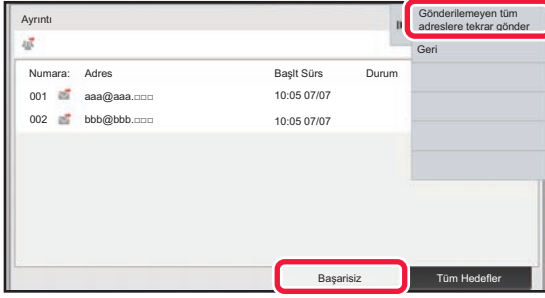 Ayrıntı
Gönderilemeyen tüm
adreslere tekrar gönder
Geri
Numara: Adres Başlt Sürs Durum
001 aaa@aaa.□□□ 10:05 07/07
002 bbb@bbb.□□□ 10:05 07/07
Başarisiz Tüm Hedefler